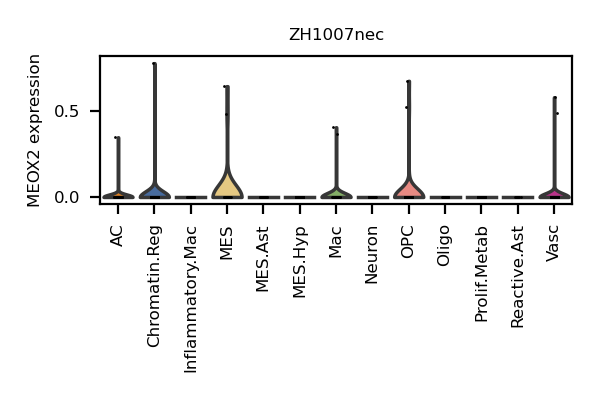 ZH1007nec
MEOX2 expression
0.5
0.0
AC
Chromatin.Reg
Inflammatory.Mac
MES
MES.Ast
MES.Hyp
Mac
Neuron
OPC
Oligo
Prolif.Metab
Reactive.Ast
Vasc